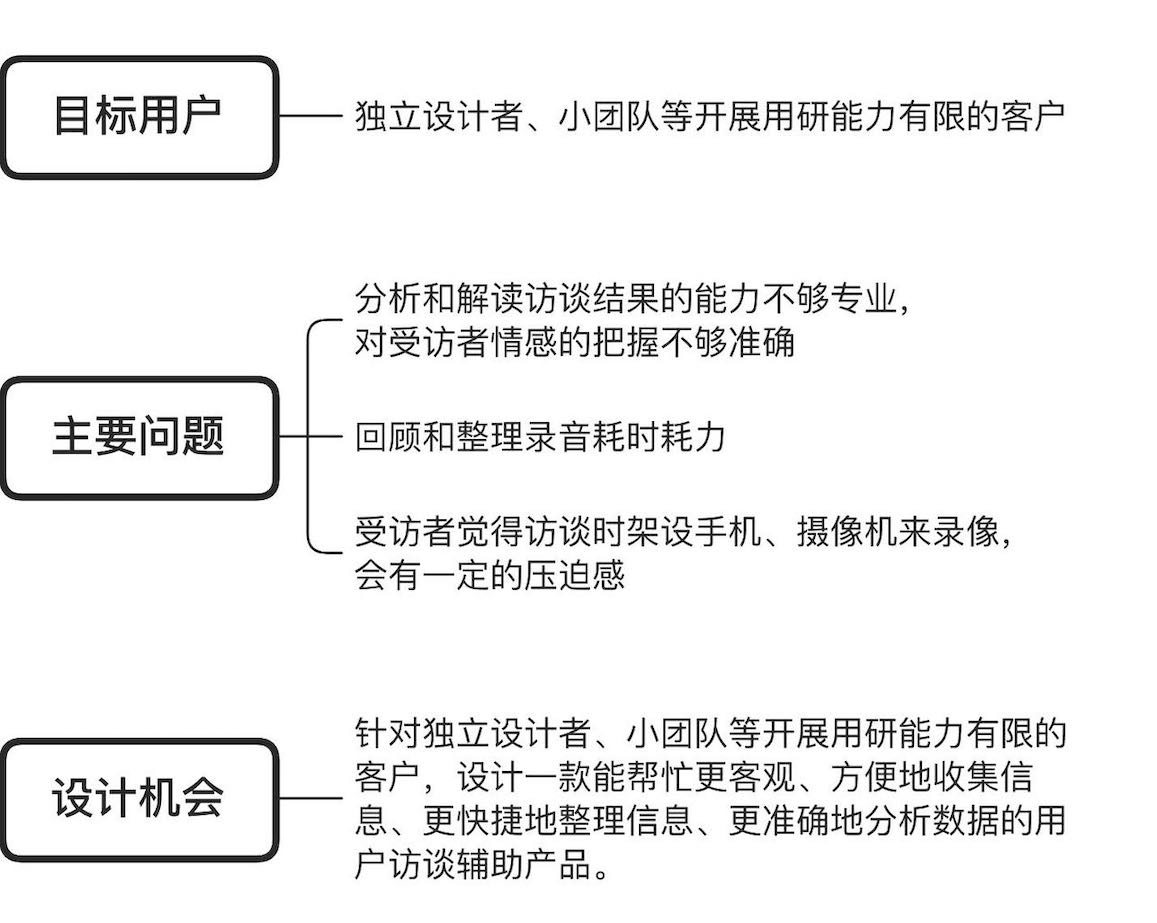 目标用户
独立设计者、小团队等开展用研能力有限的客户
主要问题
分析和解读访谈结果的能力不够专业，
对受访者情感的把握不够准确
回顾和整理录音耗时耗力
受访者觉得访谈时架设手机、摄像机来录像，
会有一定的压迫感
设计机会
针对独立设计者、小团队等开展用研能力有限的
客户，设计一款能帮忙更客观、方便地收集信
息、更快捷地整理信息、更准确地分析数据的用
户访谈辅助产品。